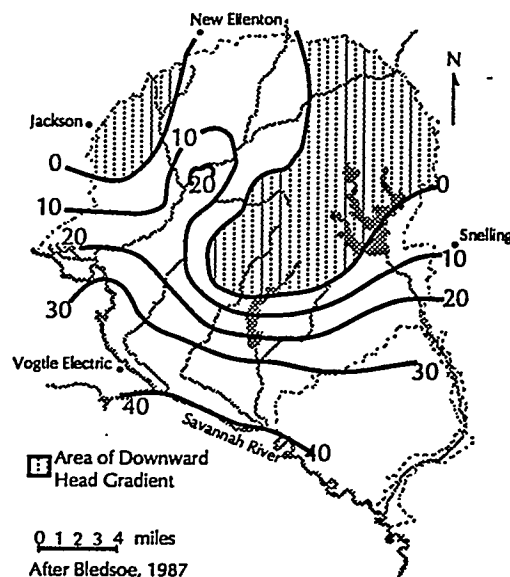 New Ellenton
N
Jackson
10
20
0
0
10
Snelling
20
10
20
30
Vogtle Electric
30
40
Savannah River
40
Area of Downward
Head Gradient
0 1 2 3 4 miles
After Bledsoe, 1987